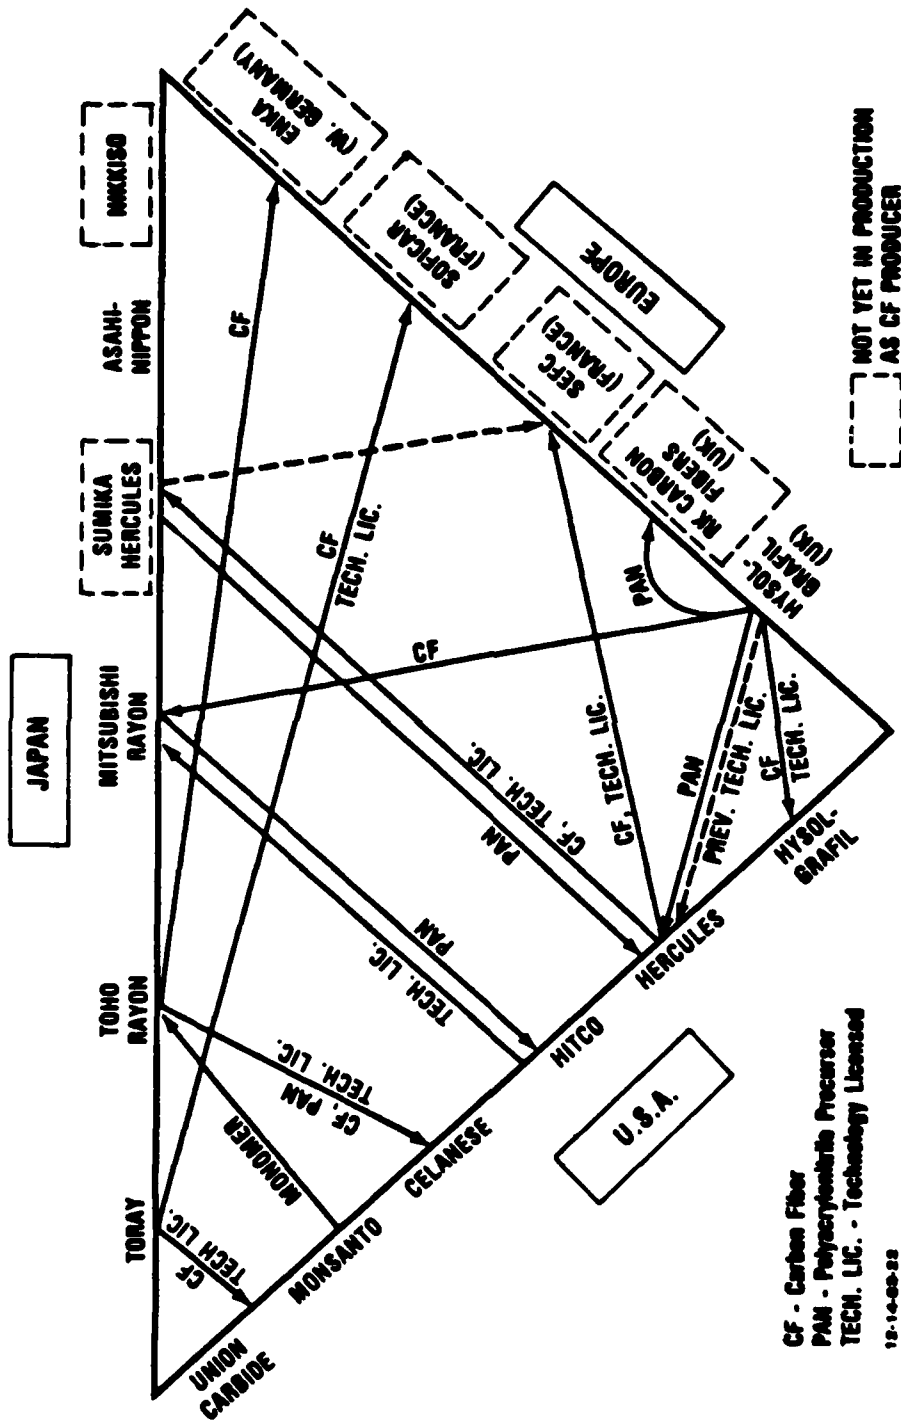 JAPAN
TORAY
TOHO
RAYON
MITSUBISHI
RAYON
SUMIKA
HERCULES
ASAHI-
NIPPON
NIKKISO
ENKA
(W. GERMANY)
SOFICAR
(FRANCE)
EUROPE
SEFC
(FRANCE)
RK CARBON
FIBERS
(UK)
HYSOL-
GRAFIL
(UK)
UNION
CARBIDE
MONSANTO
CELANESE
HITCO
HERCULES
HYSOL-
GRAFIL
U.S.A.
CF
TECH LIC.
MONOMER
CF, PAN
TECH. LIC.
TECH. LIC.
PAN
CF
CF
TECH. LIC.
CF
PAN
CF, TECH. LIC.
CF, TECH. LIC.
PAN
PAN
PREV. TECH. LIC.
CF
TECH. LIC.
CF - Carbon Fiber
PAN - Polyacrylonitrile Precursor
TECH. LIC. - Technology Licensed
12-14-83-22
NOT YET IN PRODUCTION
AS CF PRODUCER